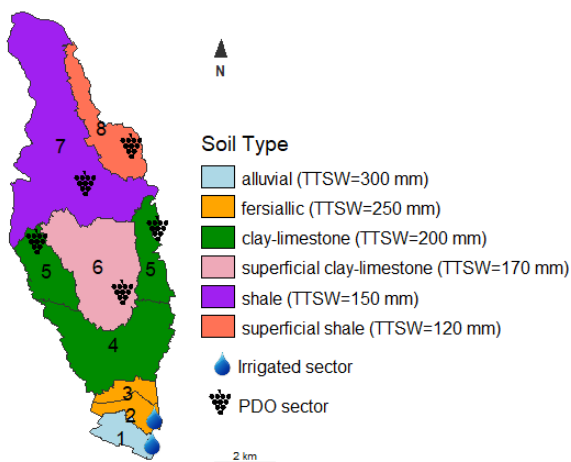 N
8
7
6
5
5
4
3
2
1
Soil Type
alluvial (TTSW=300 mm)
fersiallic (TTSW=250 mm)
clay-limestone (TTSW=200 mm)
superficial clay-limestone (TTSW=170 mm)
shale (TTSW=150 mm)
superficial shale (TTSW=120 mm)
Irrigated sector
PDO sector
2 km